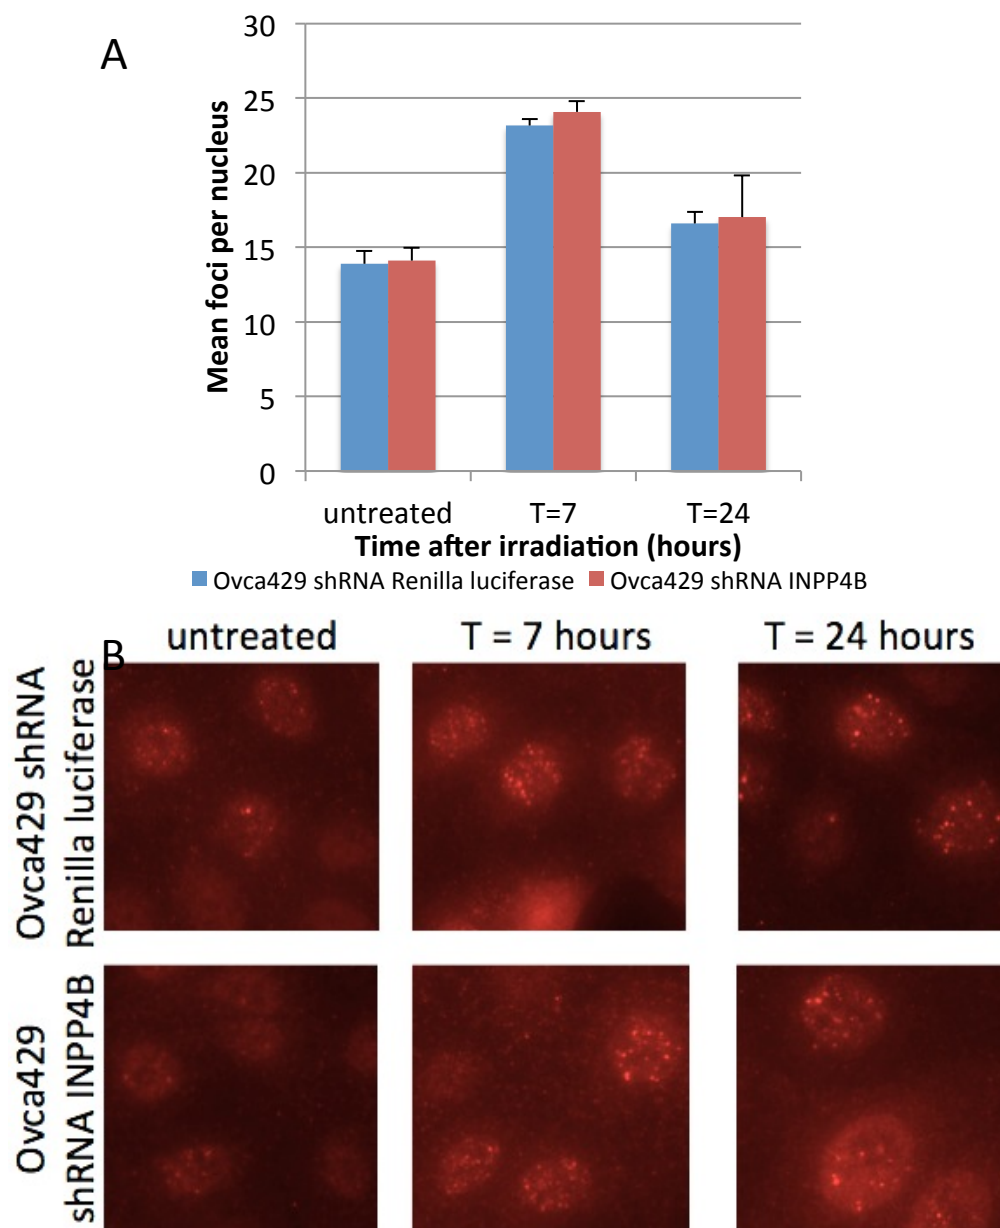 A
30
25
20
15
10
5
0
Mean foci per nucleus
untreated
T=7
T=24
Time after irradiation (hours)
Ovca429 shRNA Renilla luciferase
Ovca429 shRNA INPP4B
B
untreated
T = 7 hours
T = 24 hours
Ovca429 shRNA
Renilla luciferase
Ovca429
shRNA INPP4B